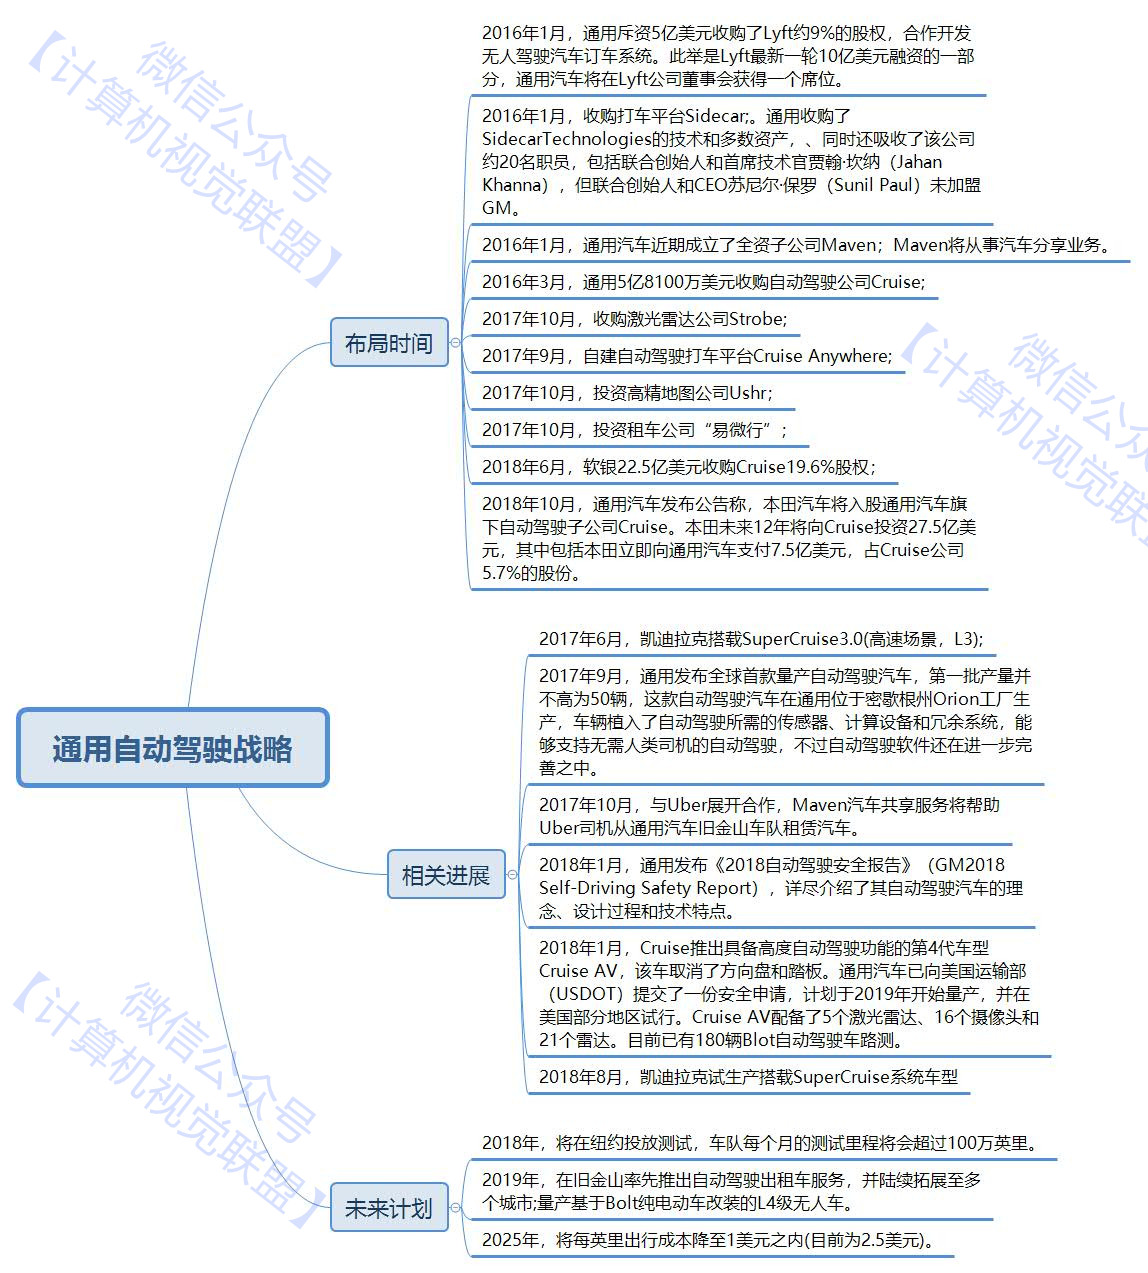 2016年1月，通用斥资5亿美元收购了Lyft约9%的股权，合作开发
无人驾驶汽车订车系统。此举是Lyft最新一轮10亿美元融资的一部
分，通用汽车将在Lyft公司董事会获得一个席位。
2016年1月，收购打车平台Sidecar;。通用收购了
SidecarTechnologies的技术和多数资产，、同时还吸收了该公司
约20名职员，包括联合创始人和首席技术官贾翰·坎纳（Jahan
Khanna），但联合创始人和CEO苏尼尔·保罗（Sunil Paul）未加盟
GM。
2016年1月，通用汽车近期成立了全资子公司Maven；Maven将从事汽车分享业务。
2016年3月，通用5亿8100万美元收购自动驾驶公司Cruise;
2017年10月，收购激光雷达公司Strobe;
布局时间
2017年9月，自建自动驾驶打车平台Cruise Anywhere;
2017年10月，投资高精地图公司Ushr；
2017年10月，投资租车公司“易微行”；
2018年6月，软银22.5亿美元收购Cruise19.6%股权；
2018年10月，通用汽车发布公告称，本田汽车将入股通用汽车旗
下自动驾驶子公司Cruise。本田未来12年将向Cruise投资27.5亿美
元，其中包括本田立即向通用汽车支付7.5亿美元，占Cruise公司
5.7%的股份。
通用自动驾驶战略
2017年6月，凯迪拉克搭载SuperCruise3.0(高速场景，L3);
2017年9月，通用发布全球首款量产自动驾驶汽车，第一批产量并
不高为50辆，这款自动驾驶汽车在通用位于密歇根州Orion工厂生
产，车辆植入了自动驾驶所需的传感器、计算设备和冗余系统，能
够支持无需人类司机的自动驾驶，不过自动驾驶软件还在进一步完
善之中。
2017年10月，与Uber展开合作，Maven汽车共享服务将帮助
Uber司机从通用汽车旧金山车队租赁汽车。
相关进展
2018年1月，通用发布《2018自动驾驶安全报告》（GM2018
Self-Driving Safety Report），详尽介绍了其自动驾驶汽车的理
念、设计过程和技术特点。
2018年1月，Cruise推出具备高度自动驾驶功能的第4代车型
Cruise AV，该车取消了方向盘和踏板。通用汽车已向美国运输部
（USDOT）提交了一份安全申请，计划于2019年开始量产，并在
美国部分地区试行。Cruise AV配备了5个激光雷达、16个摄像头和
21个雷达。目前已有180辆Blot自动驾驶车路测。
2018年8月，凯迪拉克试生产搭载SuperCruise系统车型
2018年，将在纽约投放测试，车队每个月的测试里程将会超过100万英里。
2019年，在旧金山率先推出自动驾驶出租车服务，并陆续拓展至多
个城市;量产基于Bolt纯电动车改装的L4级无人车。
未来计划
2025年，将每英里出行成本降至1美元之内(目前为2.5美元)。
微信公众号
【计算机视觉联盟】
微信公众
【计算机视觉联盟
微信公众号
【计算机视觉联盟】